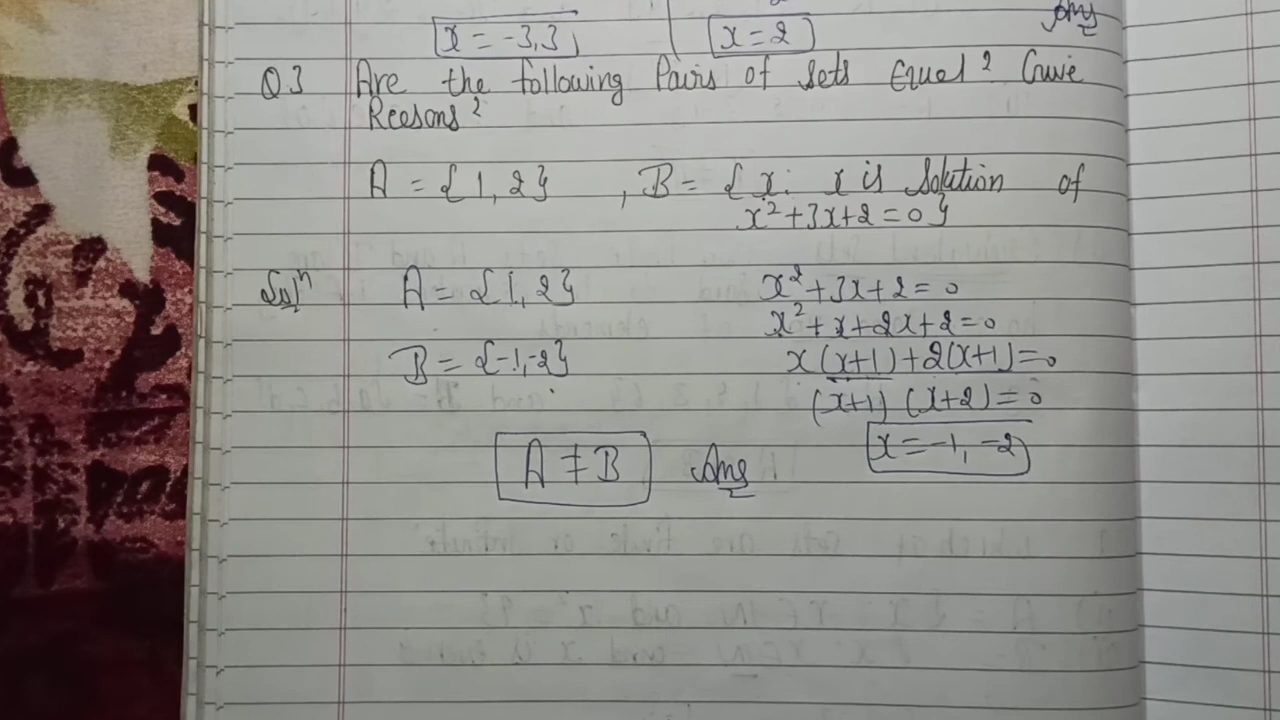 x = -3,3
x = 2
Ans
Q3 Are the following Pairs of sets Equel? Give
Reesons?
A = {1, 2} , B = {x: x is Solution of
x² + 3x + 2 = 0}
Solⁿ A = {1, 2} x² + 3x + 2 = 0
x² + x + 2x + 2 = 0
B = {-1, -2} x(x+1) + 2(x+1) = 0
(x+1) (x+2) = 0
A ≠ B Ans x = -1, -2